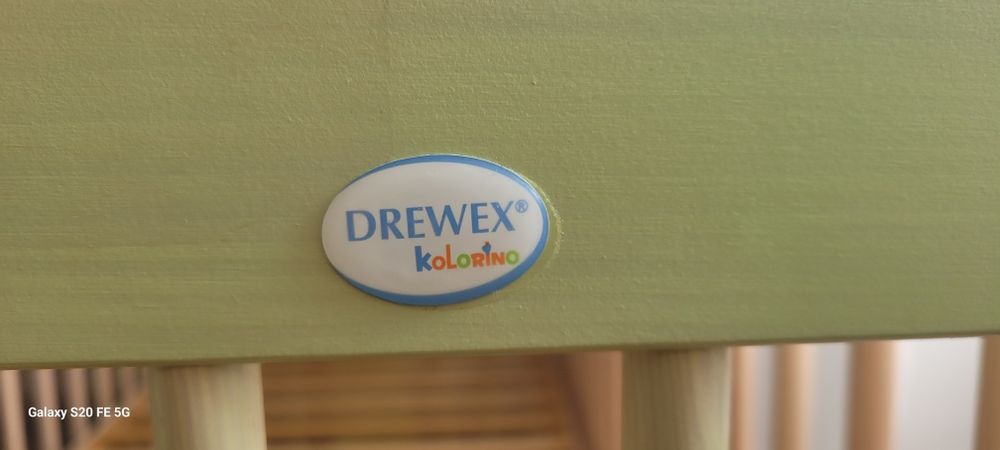 DREWEX®
koLoRINO
Galaxy S20 FE 5G